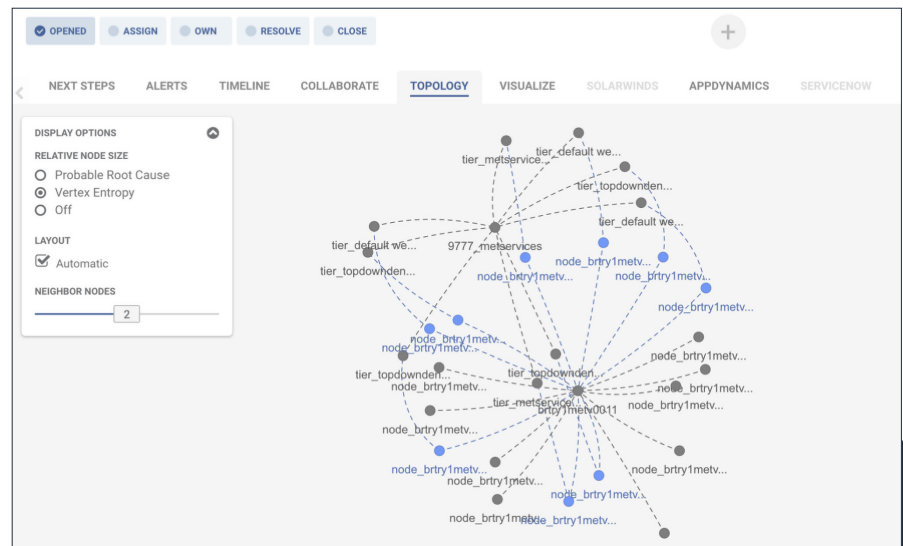 OPENED ASSIGN OWN RESOLVE CLOSE
NEXT STEPS ALERTS TIMELINE COLLABORATE TOPOLOGY VISUALIZE SOLARWINDS APPDYNAMICS SERVICENOW
DISPLAY OPTIONS
RELATIVE NODE SIZE
Probable Root Cause
Vertex Entropy
Off
LAYOUT
Automatic
NEIGHBOR NODES
2
tier_default we...
tier_metservice...
tier_topdownden...
tier_default we...
tier_default we...
9777_metservices
node_brtry1metv...
tier_topdownden...
node_brtry1metv...
node_brtry1metv...
node_brtry1metv...
node_brtry1metv...
node_brtry1metv...
node_brtry1metv...
tier_topdownden...
tier_topdownden...
node_brtry1metv...
node_brtry1metv...
tier_metservice...
brtry1metv0011
node_brtry1metv...
node_brtry1metv...
node_brtry1metv...
node_brtry1metv...
node_brtry1metv...
node_brtry1metv...
node_brtry1metv...
node_brtry1metv...